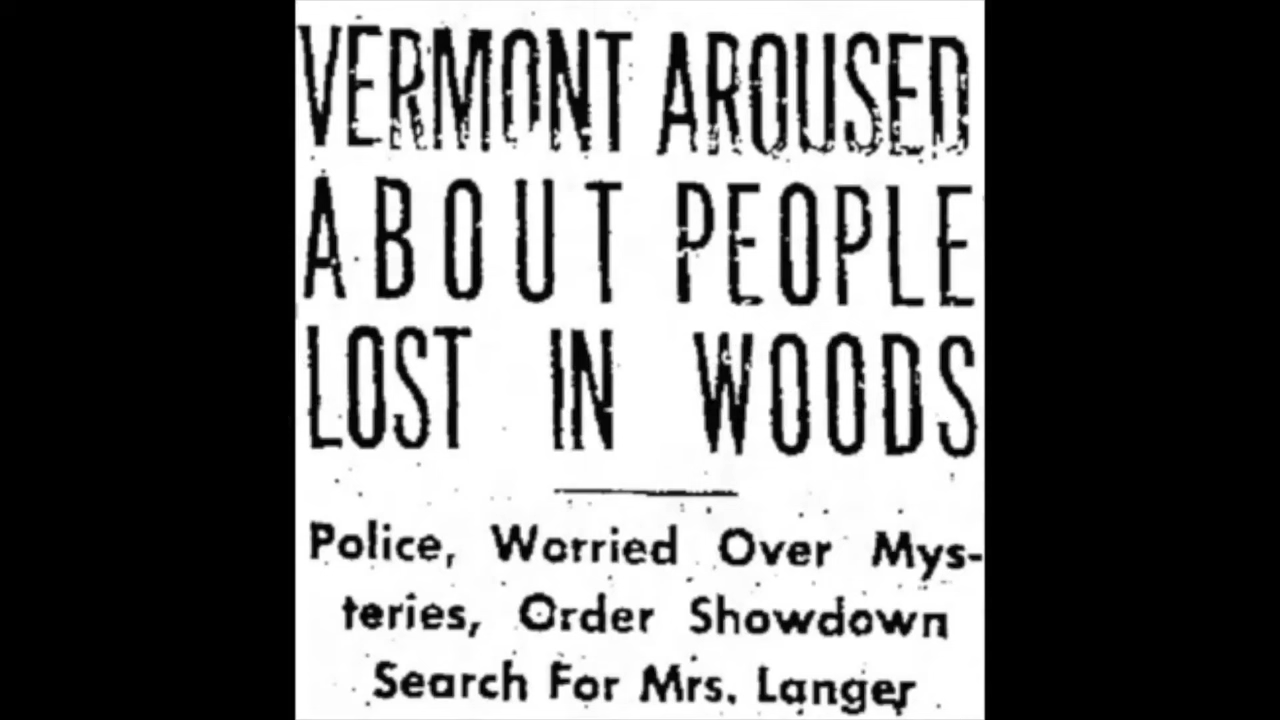 VERMONT AROUSED
ABOUT PEOPLE
LOST IN WOODS
Police, Worried Over Mys-
teries, Order Showdown
Search For Mrs. Langer